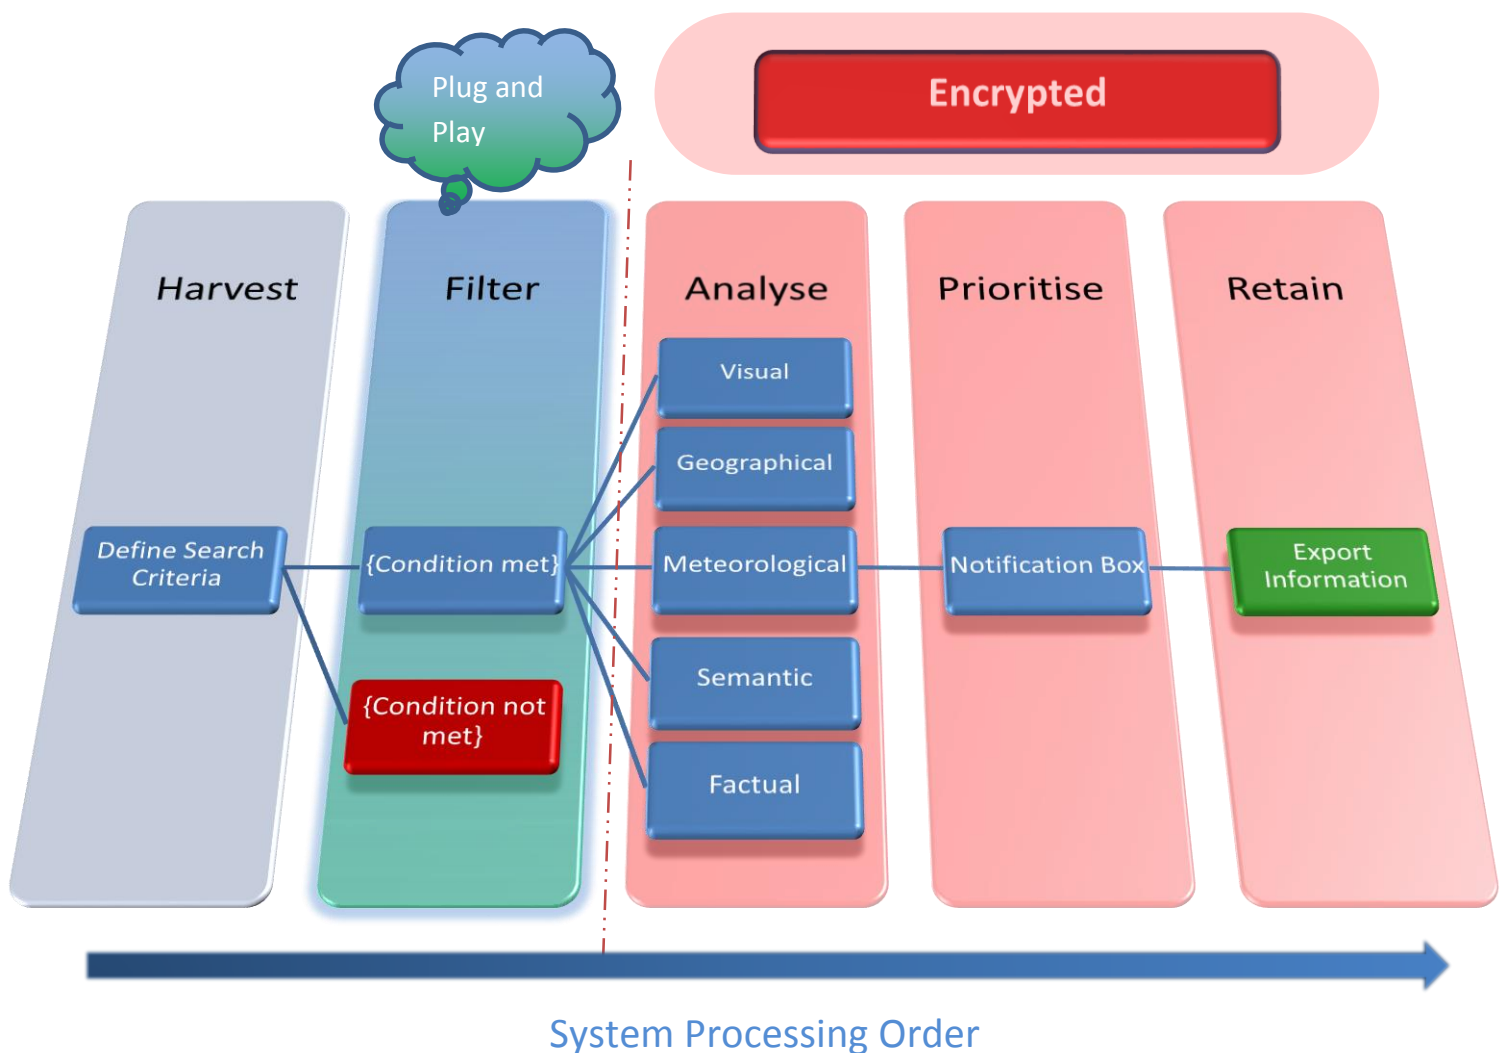 Plug and
Play
Encrypted
Harvest
Filter
Analyse
Prioritise
Retain
Visual
Geographical
Define Search
Criteria
{Condition met}
Meteorological
Notification Box
Export
Information
{Condition not
met}
Semantic
Factual
System Processing Order